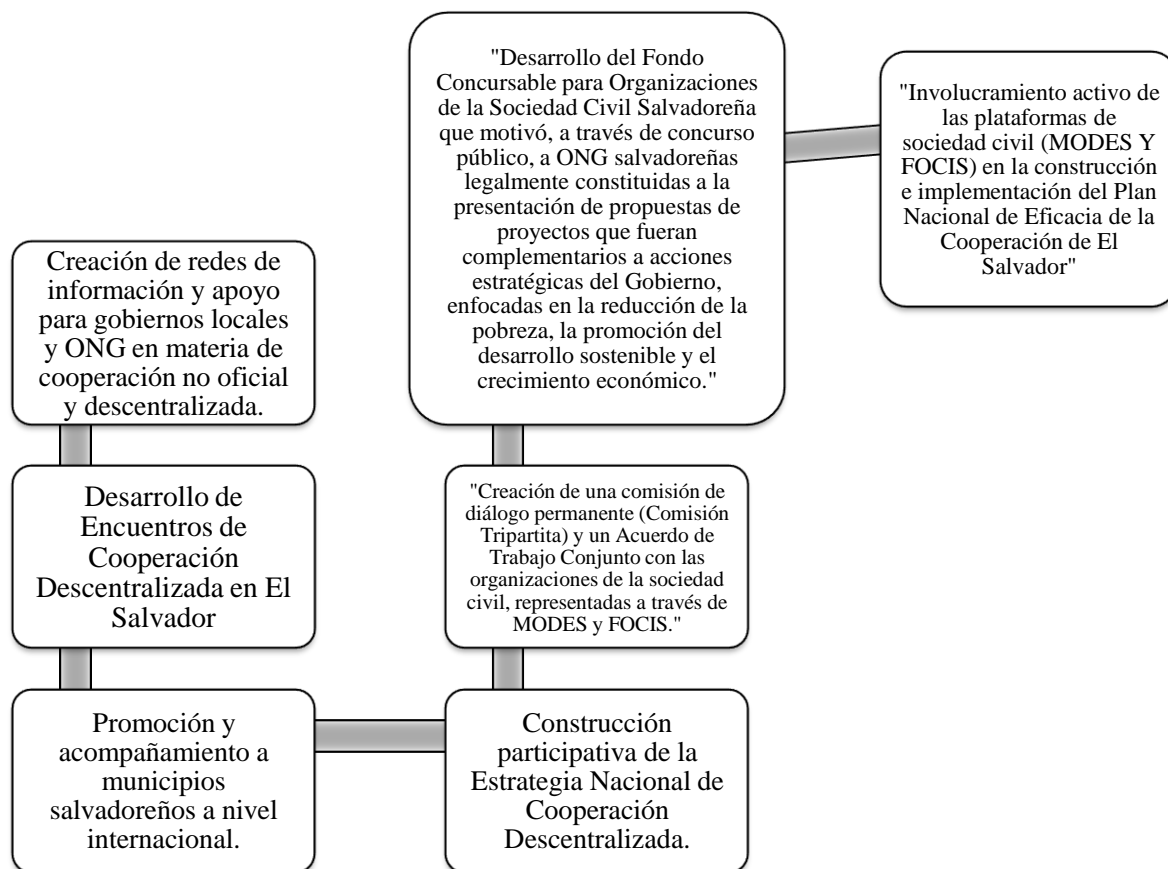 Creación de redes de
información y apoyo
para gobiernos locales
y ONG en materia de
cooperación no oficial
y descentralizada.
Desarrollo de
Encuentros de
Cooperación
Descentralizada en El
Salvador
Promoción y
acompañamiento a
municipios
salvadoreños a nivel
internacional.
Construcción
participativa de la
Estrategia Nacional de
Cooperación
Descentralizada.
"Creación de una comisión de
diálogo permanente (Comisión
Tripartita) y un Acuerdo de
Trabajo Conjunto con las
organizaciones de la sociedad
civil, representadas a través de
MODES y FOCIS."
"Desarrollo del Fondo
Concursable para Organizaciones
de la Sociedad Civil Salvadoreña
que motivó, a través de concurso
público, a ONG salvadoreñas
legalmente constituidas a la
presentación de propuestas de
proyectos que fueran
complementarios a acciones
estratégicas del Gobierno,
enfocadas en la reducción de la
pobreza, la promoción del
desarrollo sostenible y el
crecimiento económico."
"Involucramiento activo de
las plataformas de
sociedad civil (MODES Y
FOCIS) en la construcción
e implementación del Plan
Nacional de Eficacia de la
Cooperación de El
Salvador"